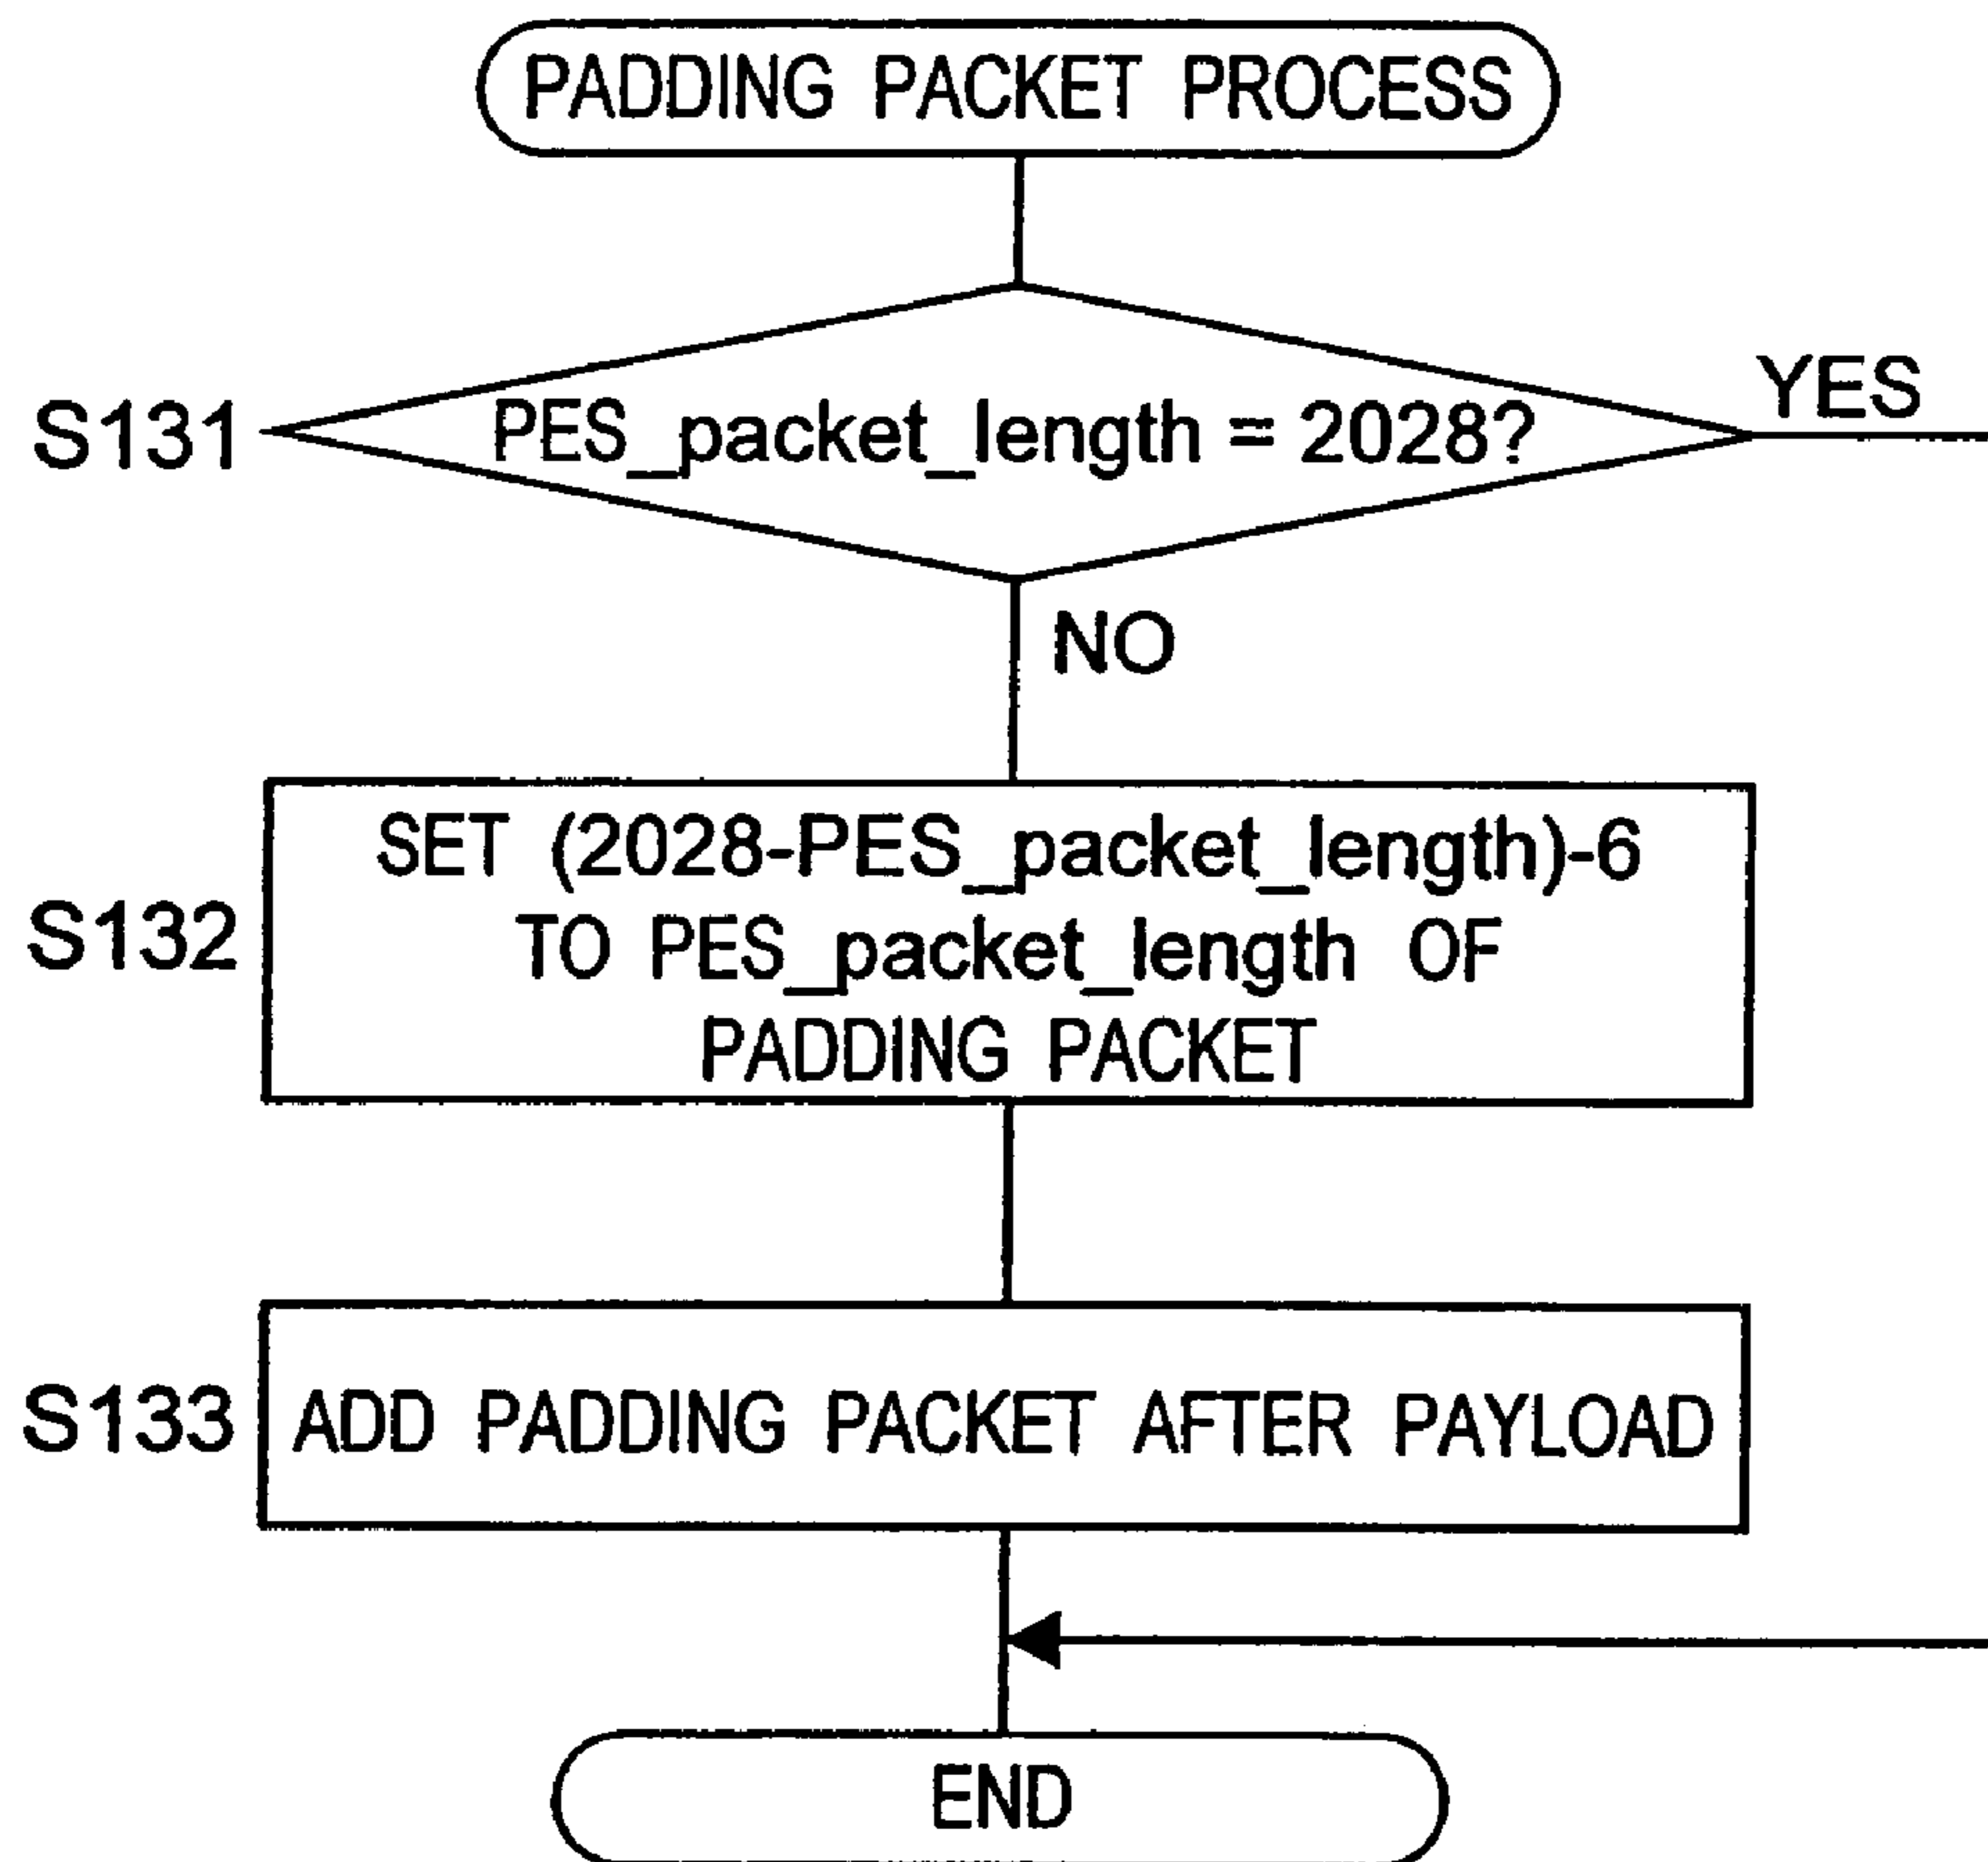 PADDING PACKET PROCESS
YES
S131
PES_packet_length = 2028?
NO
SET (2028-PES_packet_length)-6
S132
TO PES_packet_length OF
PADDING PACKET
S133
ADD PADDING PACKET AFTER PAYLOAD
END